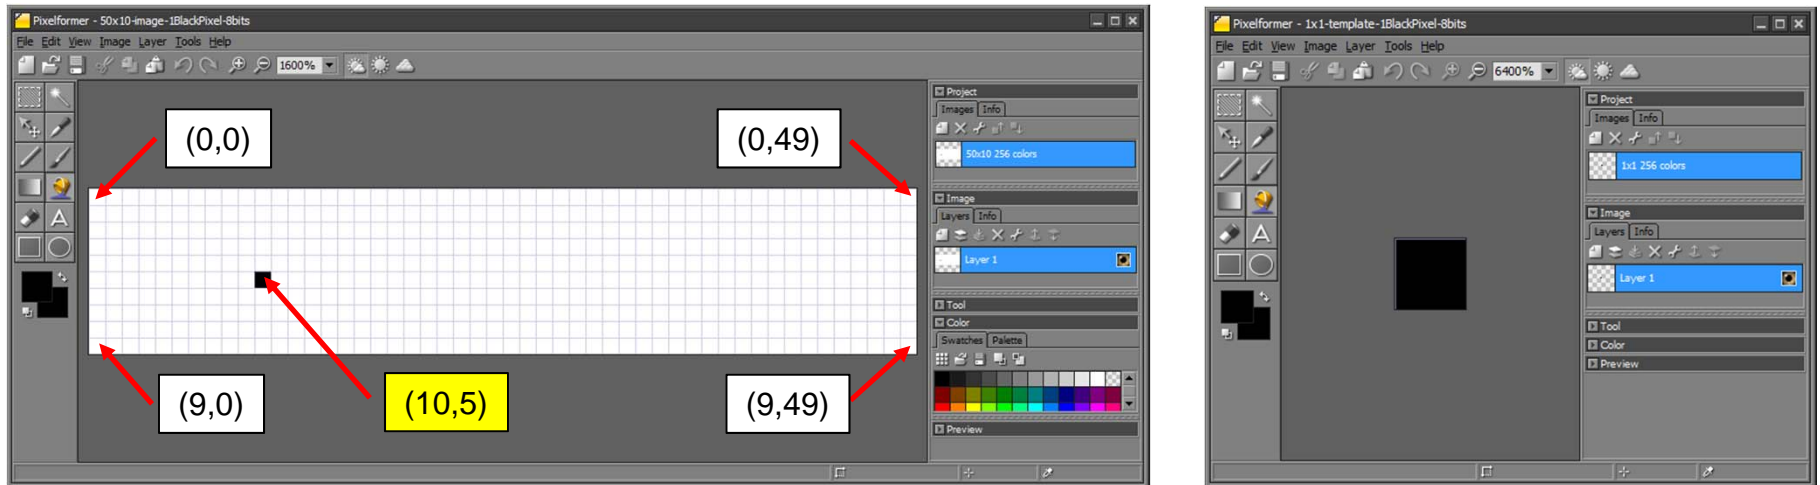 Pixelformer - 50x10-image-1BlackPixel-8bits
File Edit View Image Layer Tools Help
1600%
(0,0)
(0,49)
(9,0)
(10,5)
(9,49)
Project
Images Info
50x10 256 colors
Image
Layers Info
Layer 1
Tool
Color
Swatches Palette
Preview
Pixelformer - 1x1-template-1BlackPixel-8bits
File Edit View Image Layer Tools Help
6400%
Project
Images Info
1x1 256 colors
Image
Layers Info
Layer 1
Tool
Color
Preview